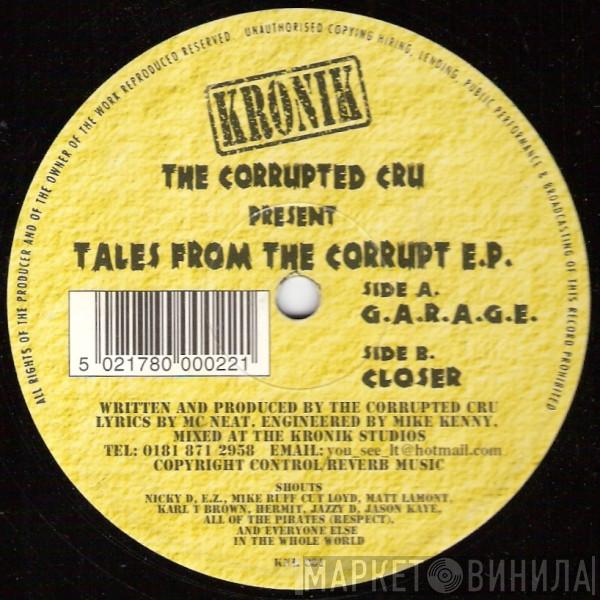 ALL RIGHTS OF THE PRODUCER AND OF THE OWNER OF THE WORK REPRODUCED RESERVED. UNAUTHORISED COPYING HIRING, LENDING, PUBLIC PERFORMANCE & BROADCASTING OF THIS RECORD PROHIBITED
KRONIK
THE CORRUPTED CRU
PRESENT
TALES FROM THE CORRUPT E.P.
SIDE A.
G.A.R.A.G.E.
SIDE B.
CLOSER
5 021780 000221
WRITTEN AND PRODUCED BY THE CORRUPTED CRU
LYRICS BY MC NEAT, ENGINEERED BY MIKE KENNY,
MIXED AT THE KRONIK STUDIOS
TEL: 0181 871 2958 EMAIL: you_see_It@hotmail.com
COPYRIGHT CONTROL/REVERB MUSIC
SHOUTS
NICKY D, E.Z., MIKE RUFF CUT LOYD, MATT LAMONT,
KARL T BROWN, HERMIT, JAZZY D, JASON KAYE,
ALL OF THE PIRATES (RESPECT),
AND EVERYONE ELSE
IN THE WHOLE WORLD
МАРКЕТ ВИНИЛА